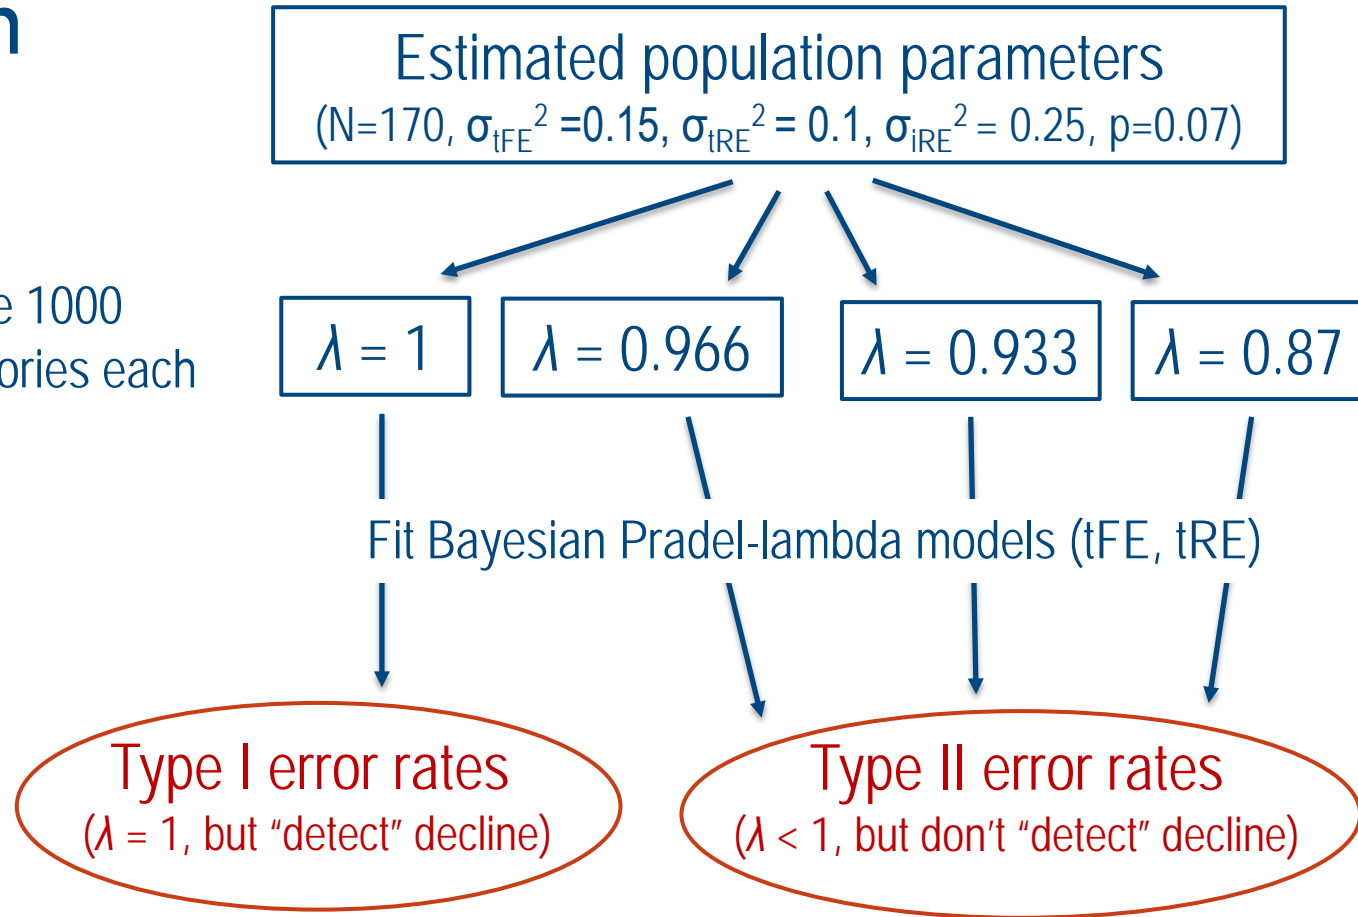 Estimated population parameters
(N=170, σtFE² =0.15, σtRE² = 0.1, σiRE² = 0.25, p=0.07)
1000
each
λ = 1
λ = 0.966
λ = 0.933
λ = 0.87
Fit Bayesian Pradel-lambda models (tFE, tRE)
Type I error rates
(λ = 1, but “detect” decline)
Type II error rates
(λ < 1, but don’t “detect” decline)